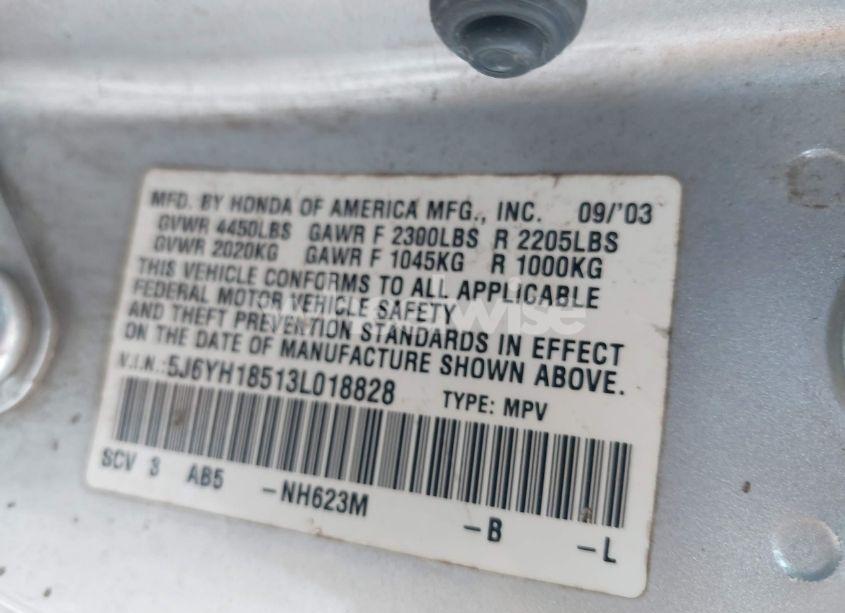 MFD. BY HONDA OF AMERICA MFG., INC. 09/'03
GVWR 4450LBS GAWR F 2300LBS R 2205LBS
GVWR 2020KG GAWR F 1045KG R 1000KG
THIS VEHICLE CONFORMS TO ALL APPLICABLE
FEDERAL MOTOR VEHICLE SAFETY
AND THEFT PREVENTION STANDARDS IN EFFECT
ON THE DATE OF MANUFACTURE SHOWN ABOVE.
V.I.N.: 5J6YH18513L018828 TYPE: MPV
SCV 3 AB5 -NH623M -B -L